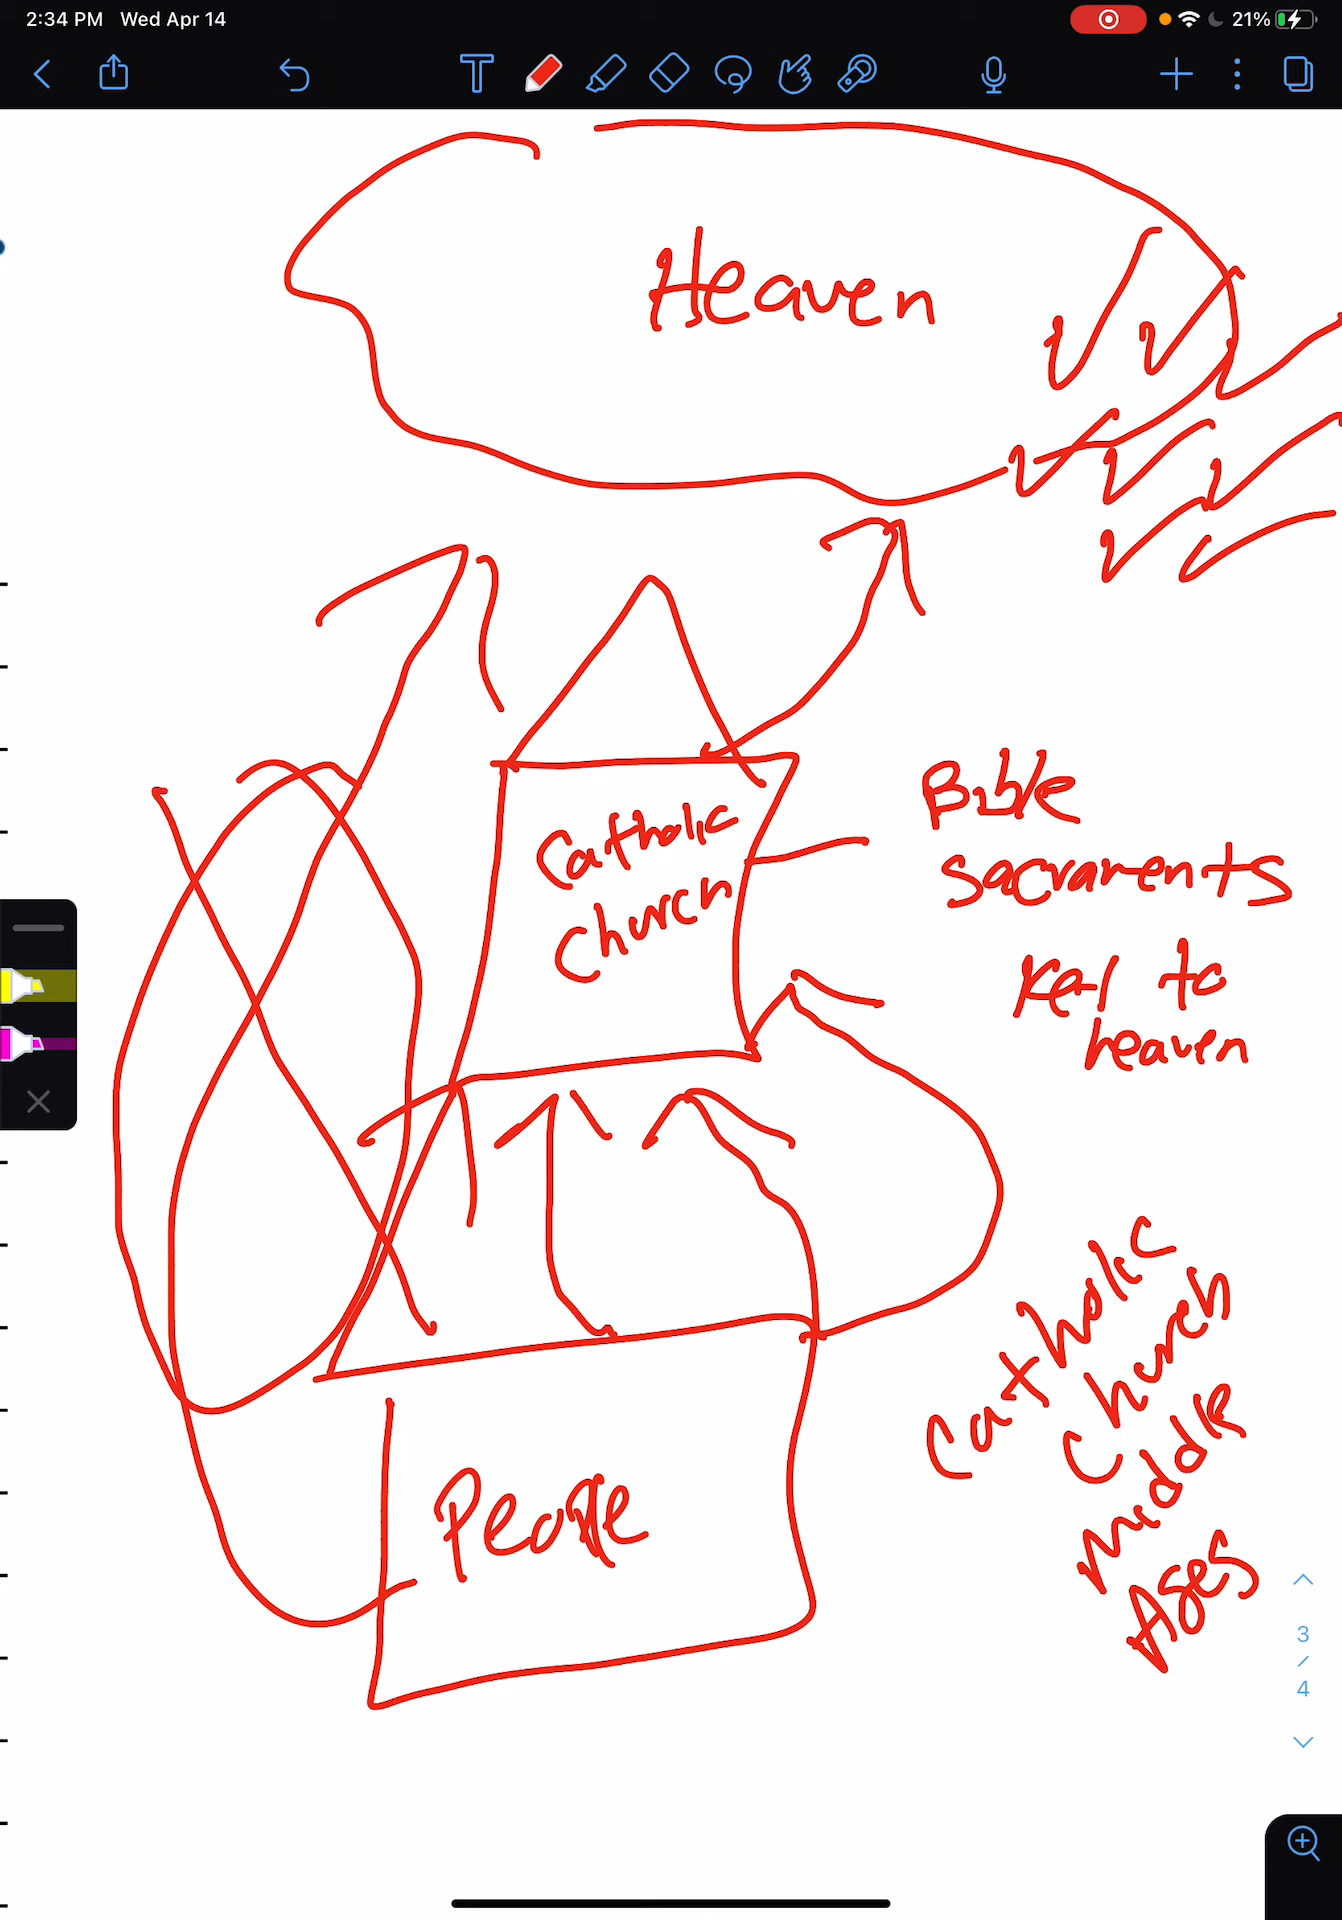 2:34 PM Wed Apr 14
21%
T
Heaven
Catholic
Church
Bible
sacraments
Key to
heaven
Catholic
Church
Middle
Ages
People
3
/
4